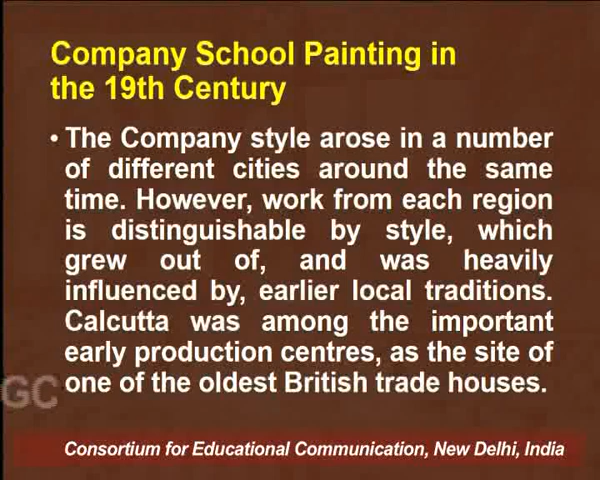 Company School Painting in
the 19th Century
• The Company style arose in a number
of different cities around the same
time. However, work from each region
is distinguishable by style, which
grew out of, and was heavily
influenced by, earlier local traditions.
Calcutta was among the important
early production centres, as the site of
one of the oldest British trade houses.
GC
Consortium for Educational Communication, New Delhi, India